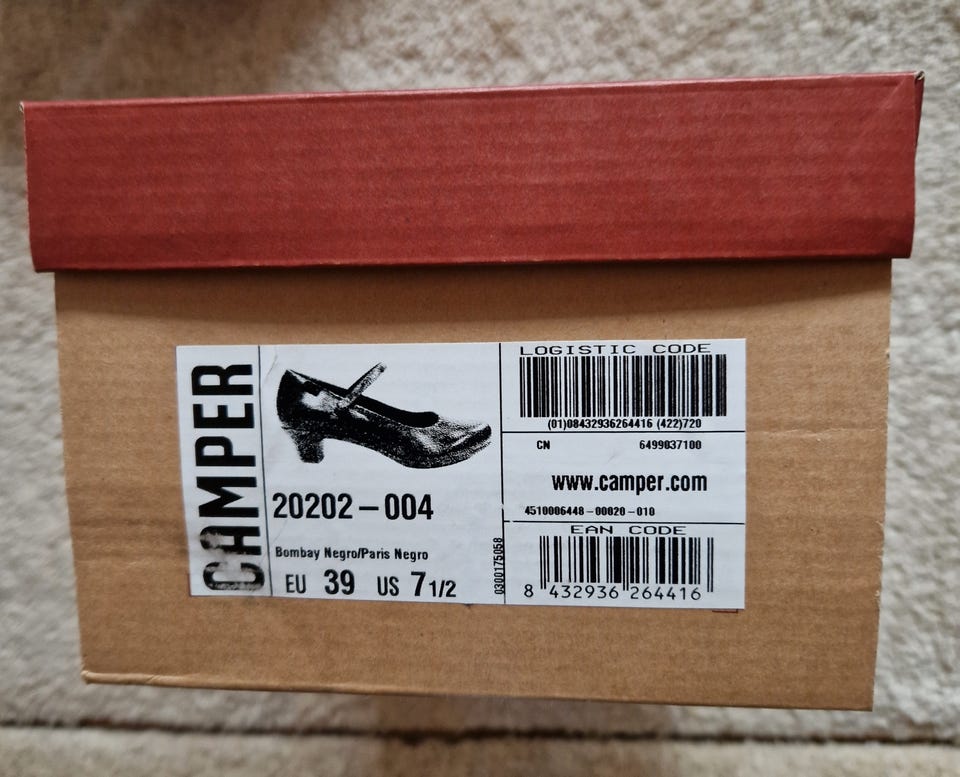 CAMPER
20202-004
Bombay Negro/Paris Negro
EU 39 US 7 1/2
0300175058
LOGISTIC CODE
(01)08432936264416 (422)720
CN 6499037100
www.camper.com
4510006448-00020-010
EAN CODE
8 432936 264416